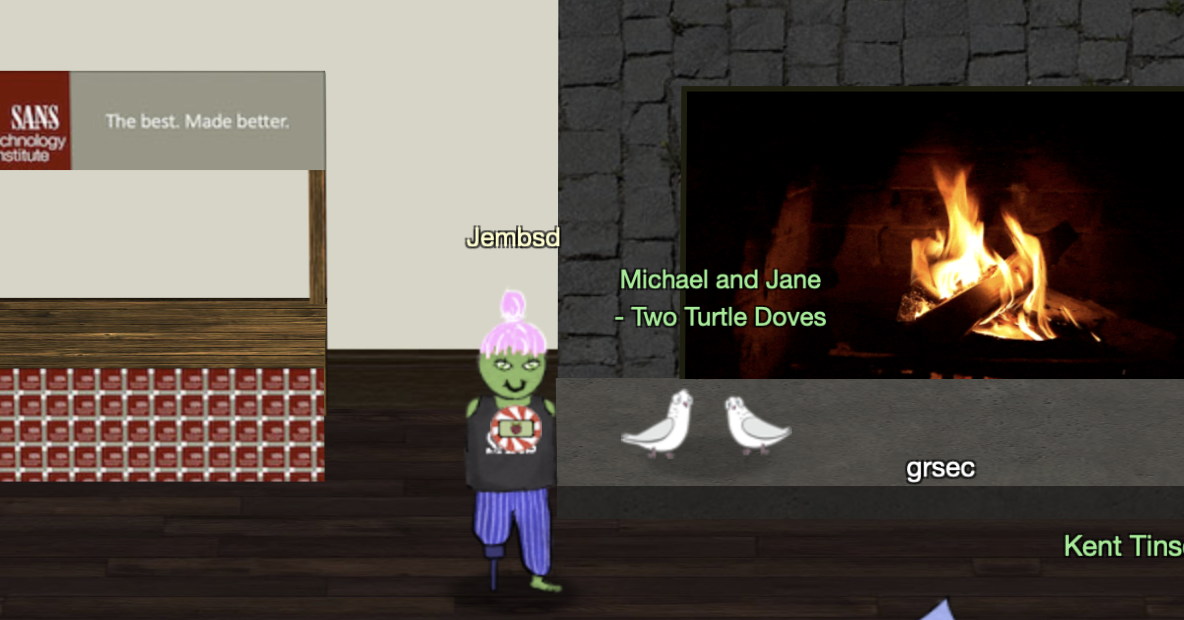 SANS
chnology
nstitute
The best. Made better.
Jembsd
Michael and Jane
- Two Turtle Doves
grsec
Kent Tins